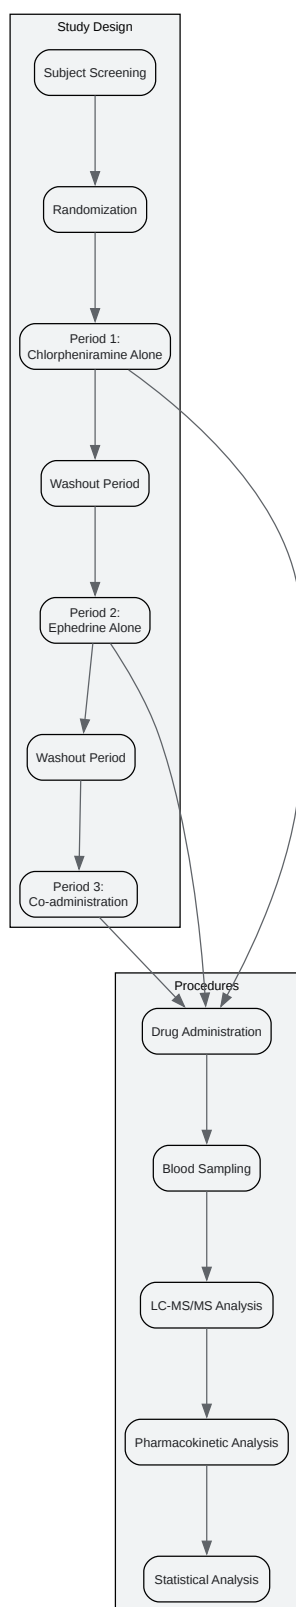 Study Design
Subject Screening
Randomization
Period 1:
Chlorpheniramine Alone
Washout Period
Period 2:
Ephedrine Alone
Washout Period
Period 3:
Co-administration
Procedures
Drug Administration
Blood Sampling
LC-MS/MS Analysis
Pharmacokinetic Analysis
Statistical Analysis